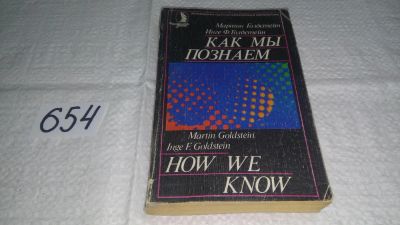 Мартин Голдстейн
Инге Ф. Голдстейн
КАК МЫ
ПОЗНАЕМ
Martin Goldstein
Inge F. Goldstein
HOW WE
KNOW
654